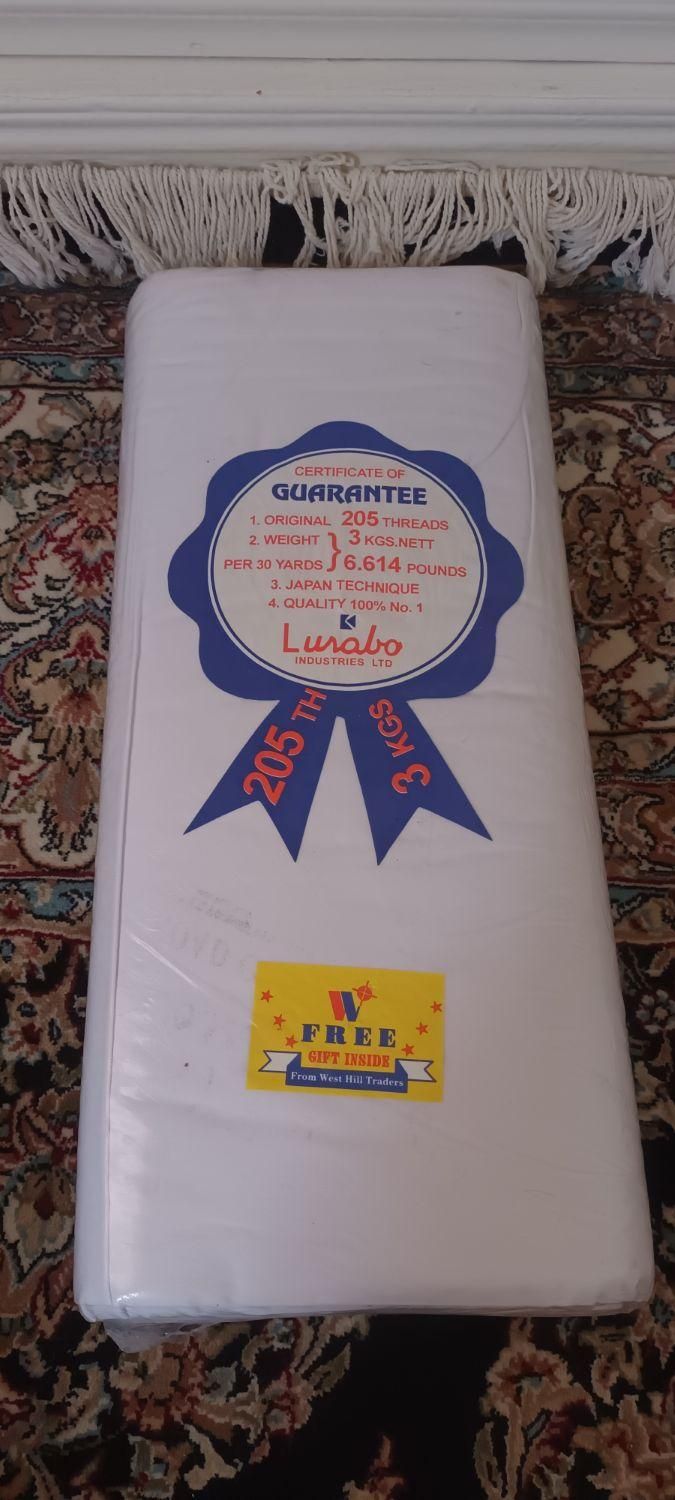 CERTIFICATE OF
GUARANTEE
1. ORIGINAL 205 THREADS
2. WEIGHT } 3 KGS.NETT
PER 30 YARDS } 6.614 POUNDS
3. JAPAN TECHNIQUE
4. QUALITY 100% No. 1
Lurabo
INDUSTRIES LTD
205 TH
3 KGS
W
FREE
GIFT INSIDE
From West Hill Traders